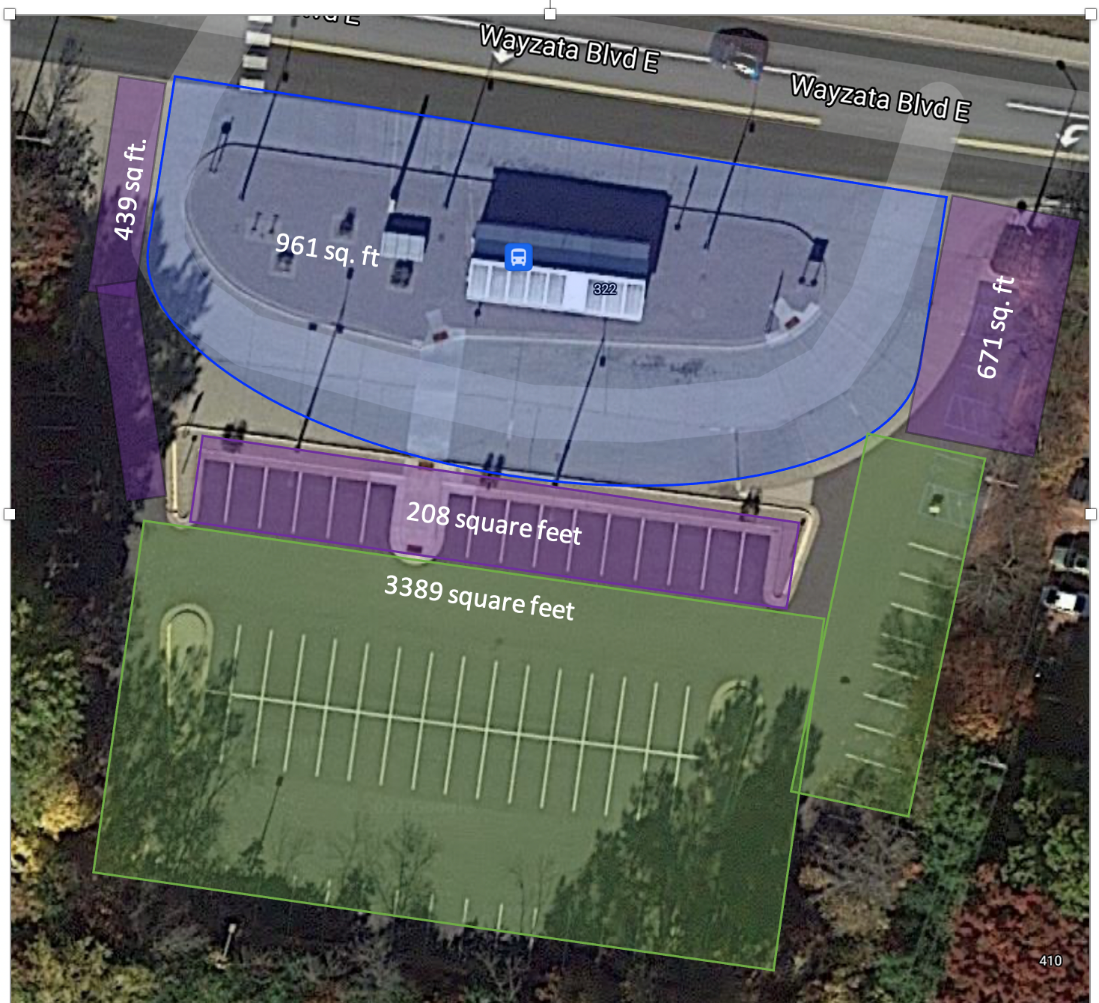 vd E
Wayzata Blvd E
Wayzata Blvd E
439 sq ft.
961 sq. ft
322
671 sq. ft
208 square feet
3389 square feet
410